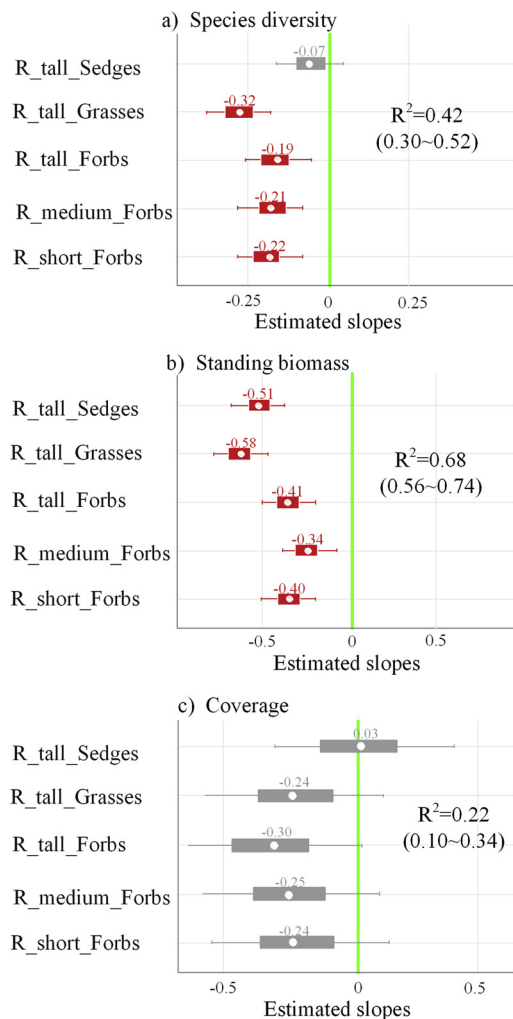 a) Species diversity
R_tall_Sedges
-0.07
R_tall_Grasses
-0.32
R²=0.42
(0.30~0.52)
R_tall_Forbs
-0.19
R_medium_Forbs
-0.21
R_short_Forbs
-0.22
-0.25 0 0.25
Estimated slopes
b) Standing biomass
R_tall_Sedges
-0.51
R_tall_Grasses
-0.58
R²=0.68
(0.56~0.74)
R_tall_Forbs
-0.41
R_medium_Forbs
-0.34
R_short_Forbs
-0.40
-0.5 0 0.5
Estimated slopes
c) Coverage
R_tall_Sedges
0.03
R_tall_Grasses
-0.24
R²=0.22
(0.10~0.34)
R_tall_Forbs
-0.30
R_medium_Forbs
-0.25
R_short_Forbs
-0.24
-0.5 0 0.5
Estimated slopes